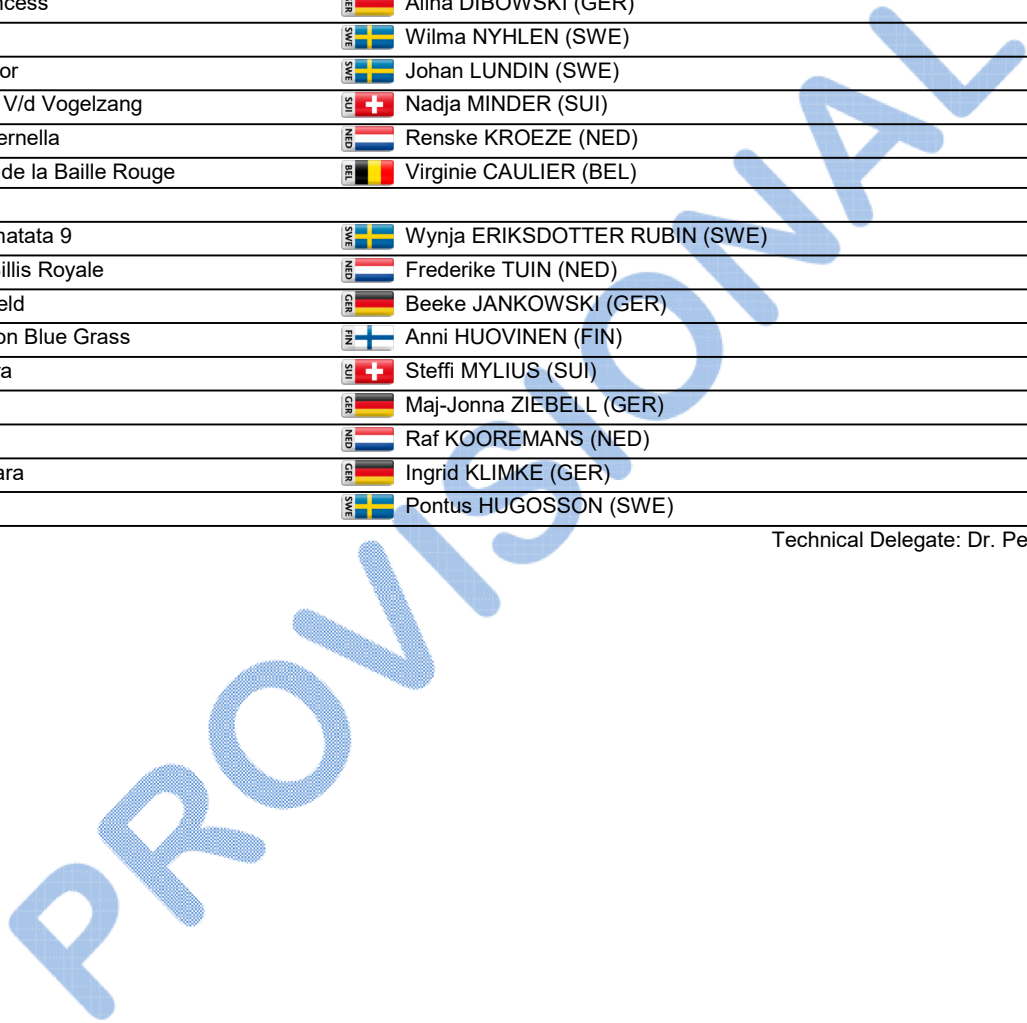 ncess GER Alina DIBOWSKI (GER)
SWE Wilma NYHLEN (SWE)
or SWE Johan LUNDIN (SWE)
V/d Vogelzang SUI Nadja MINDER (SUI)
ernella NED Renske KROEZE (NED)
de la Baille Rouge BEL Virginie CAULIER (BEL)
natata 9 SWE Wynja ERIKSDOTTER RUBIN (SWE)
illis Royale NED Frederike TUIN (NED)
eld GER Beeke JANKOWSKI (GER)
on Blue Grass FIN Anni HUOVINEN (FIN)
a SUI Steffi MYLIUS (SUI)
GER Maj-Jonna ZIEBELL (GER)
NED Raf KOOREMANS (NED)
ara GER Ingrid KLIMKE (GER)
SWE Pontus HUGOSSON (SWE)
Technical Delegate: Dr. Pe
PROVISIONAL